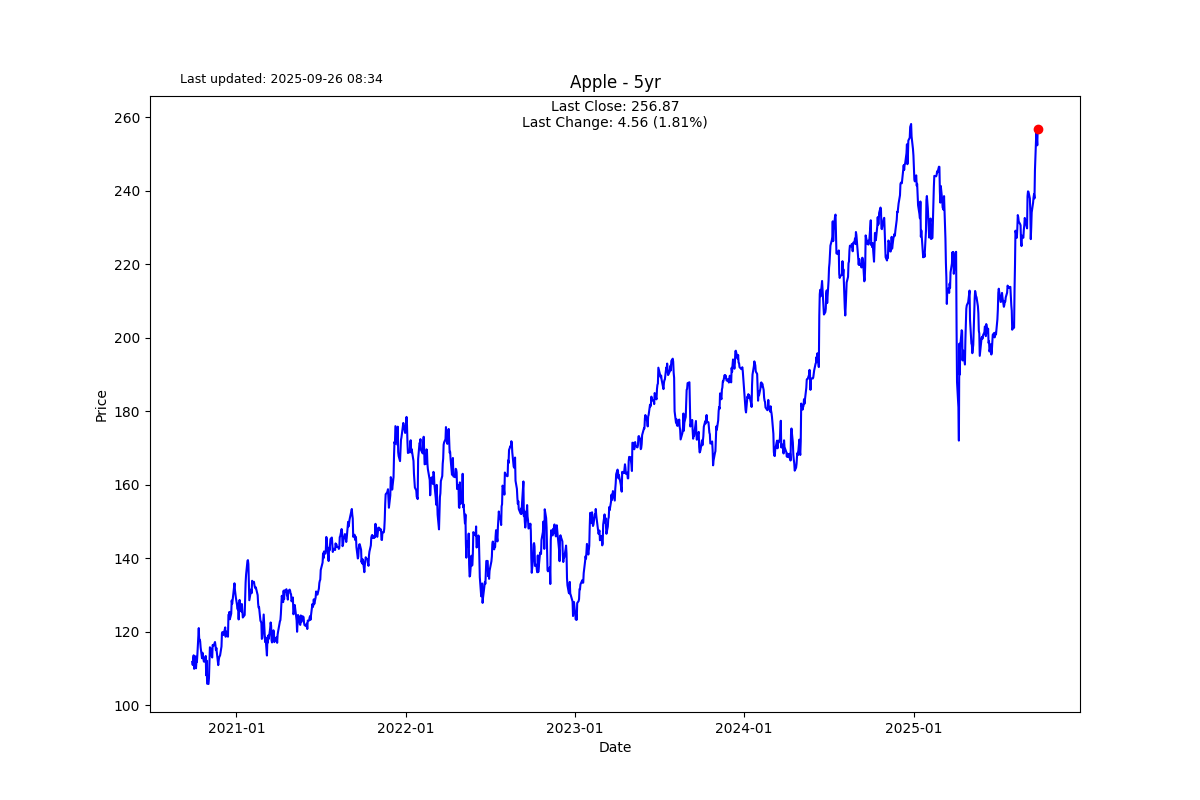 Last updated: 2025-09-26 08:34
Apple - 5yr
Last Close: 256.87
Last Change: 4.56 (1.81%)
260
240
220
200
180
160
140
120
100
Price
2021-01
2022-01
2023-01
2024-01
2025-01
Date